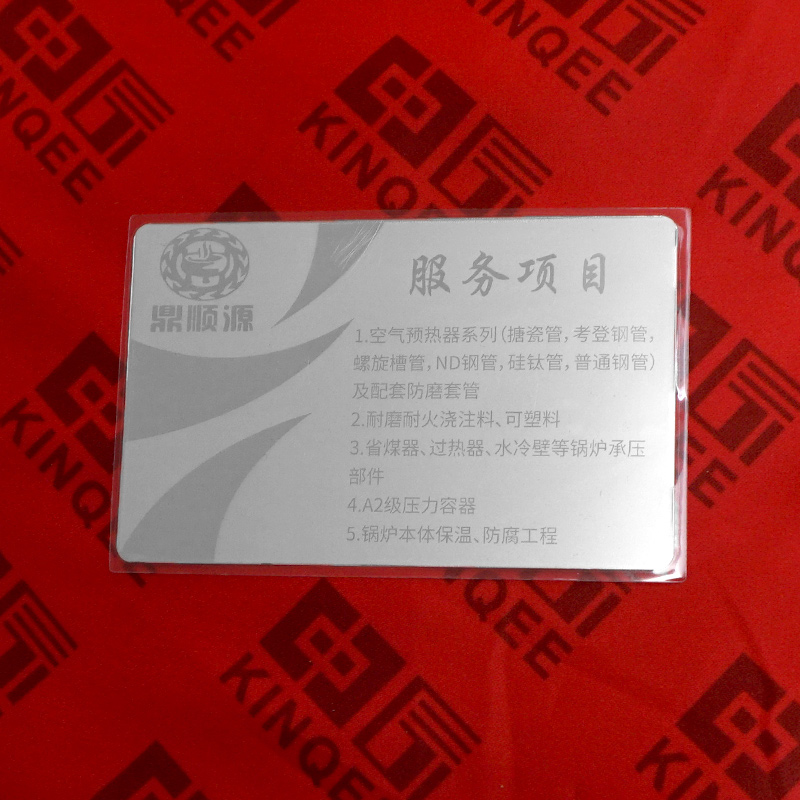 KINQEE
KINQEE
KINQEE
KINQEE
KINQEE
鼎顺源
服务项目
1.空气预热器系列(搪瓷管,考登钢管,
螺旋槽管,ND钢管,硅钛管,普通钢管)
及配套防磨套管
2.耐磨耐火浇注料、可塑料
3.省煤器、过热器、水冷壁等锅炉承压
部件
4.A2级压力容器
5.锅炉本体保温、防腐工程
KINQEE
KINQEE
KINQEE